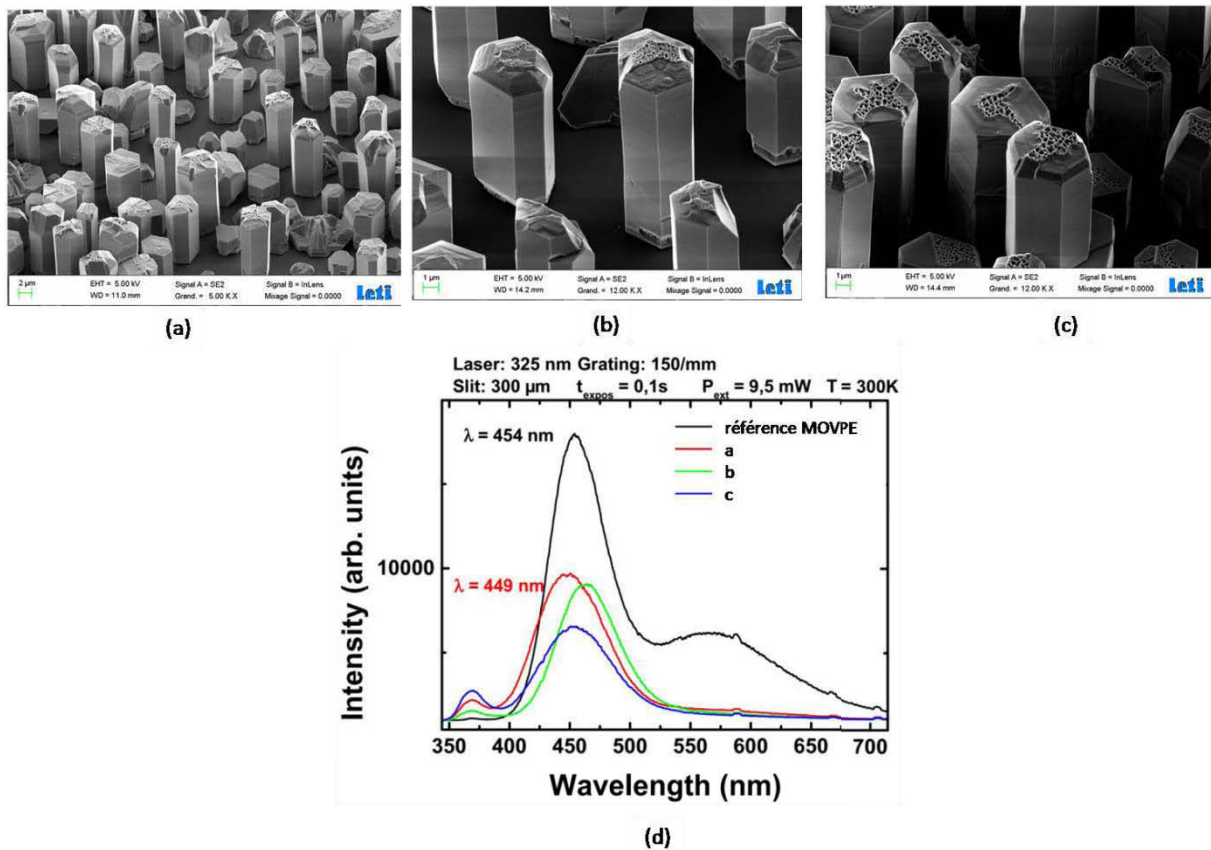 2 µm
EHT = 5.00 kV
Signal A = SE2
Signal B = InLens
WD = 11.0 mm
Grand. = 5.00 K X
Mixage Signal = 0.0000
Leti
(a)
1 µm
EHT = 5.00 kV
Signal A = SE2
Signal B = InLens
WD = 14.2 mm
Grand. = 12.00 K X
Mixage Signal = 0.0000
Leti
(b)
1 µm
EHT = 5.00 kV
Signal A = SE2
Signal B = InLens
WD = 14.4 mm
Grand. = 12.00 K X
Mixage Signal = 0.0000
Leti
(c)
Laser: 325 nm Grating: 150/mm
Slit: 300 µm t_expos = 0,1s P_ext = 9,5 mW T = 300K
λ = 454 nm
référence MOVPE
a
b
c
10000
λ = 449 nm
Intensity (arb. units)
350 400 450 500 550 600 650 700
Wavelength (nm)
(d)